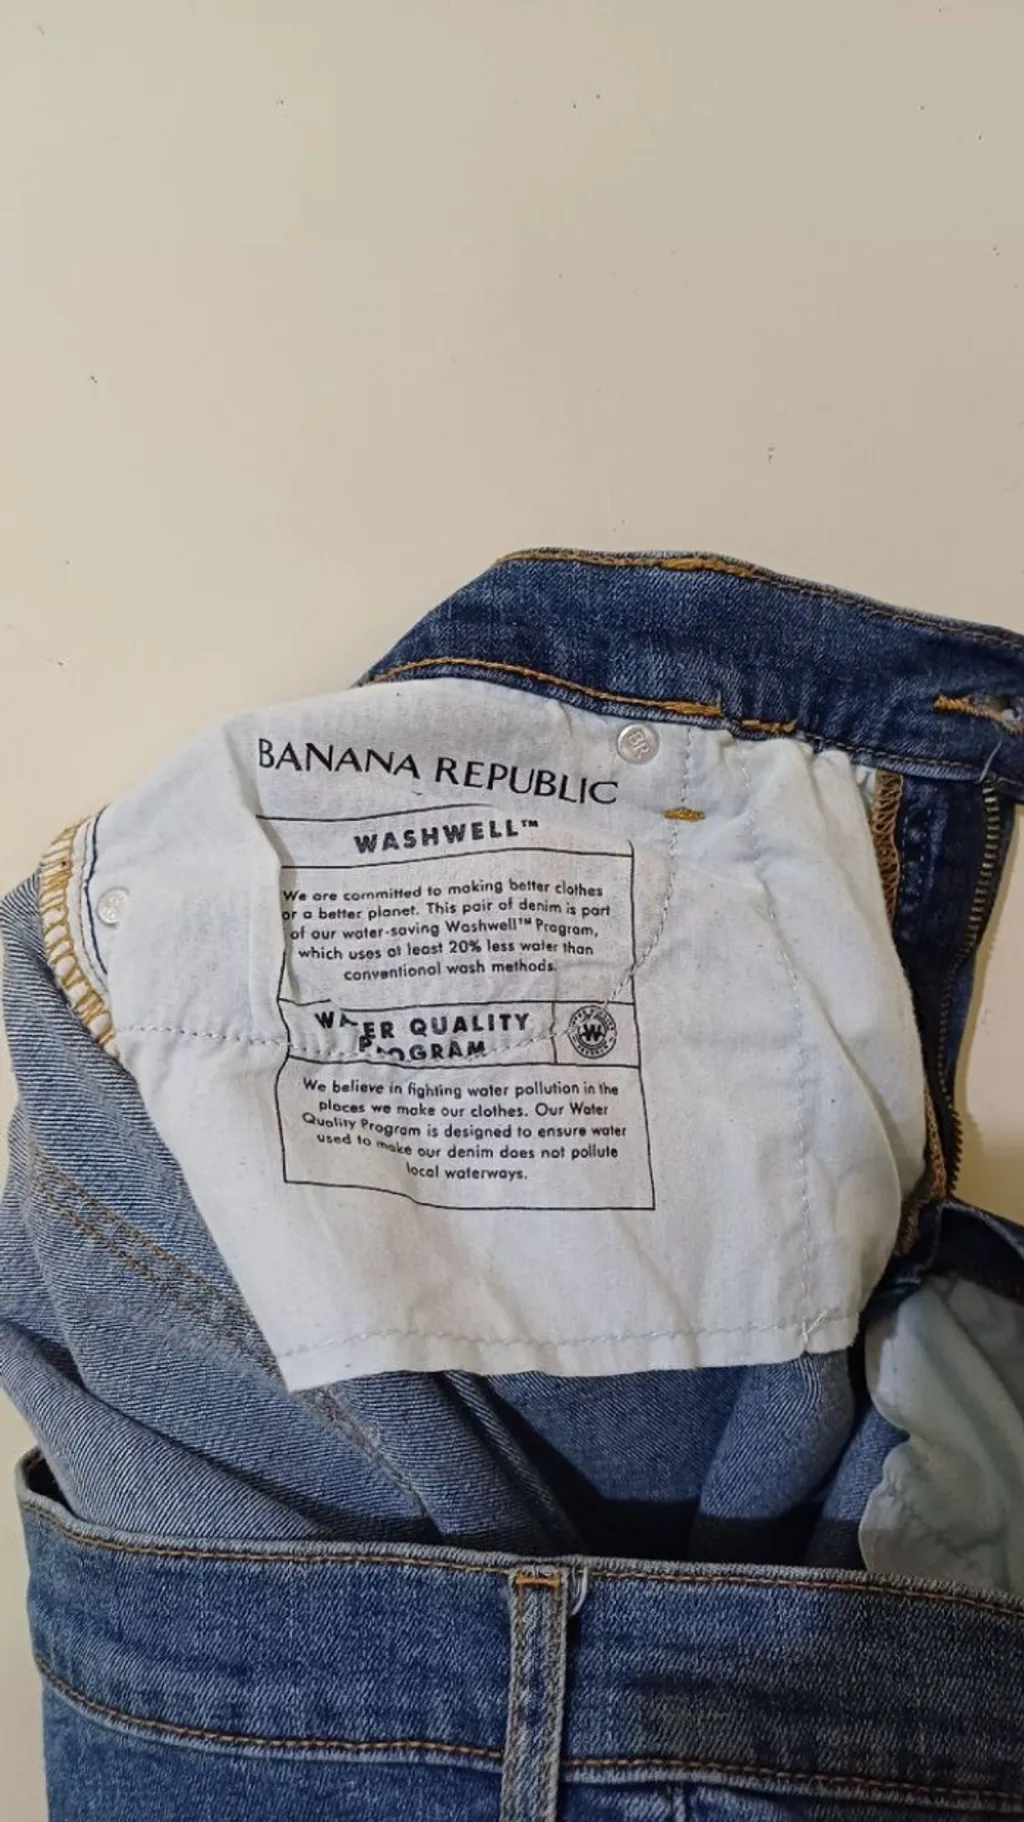 BANANA REPUBLIC
BR
WASHWELL™
We are committed to making better clothes
or a better planet. This pair of denim is part
of our water-saving Washwell™ Program,
which uses at least 20% less water than
conventional wash methods.
WATER QUALITY
PROGRAM
W
We believe in fighting water pollution in the
places we make our clothes. Our Water
Quality Program is designed to ensure water
used to make our denim does not pollute
local waterways.